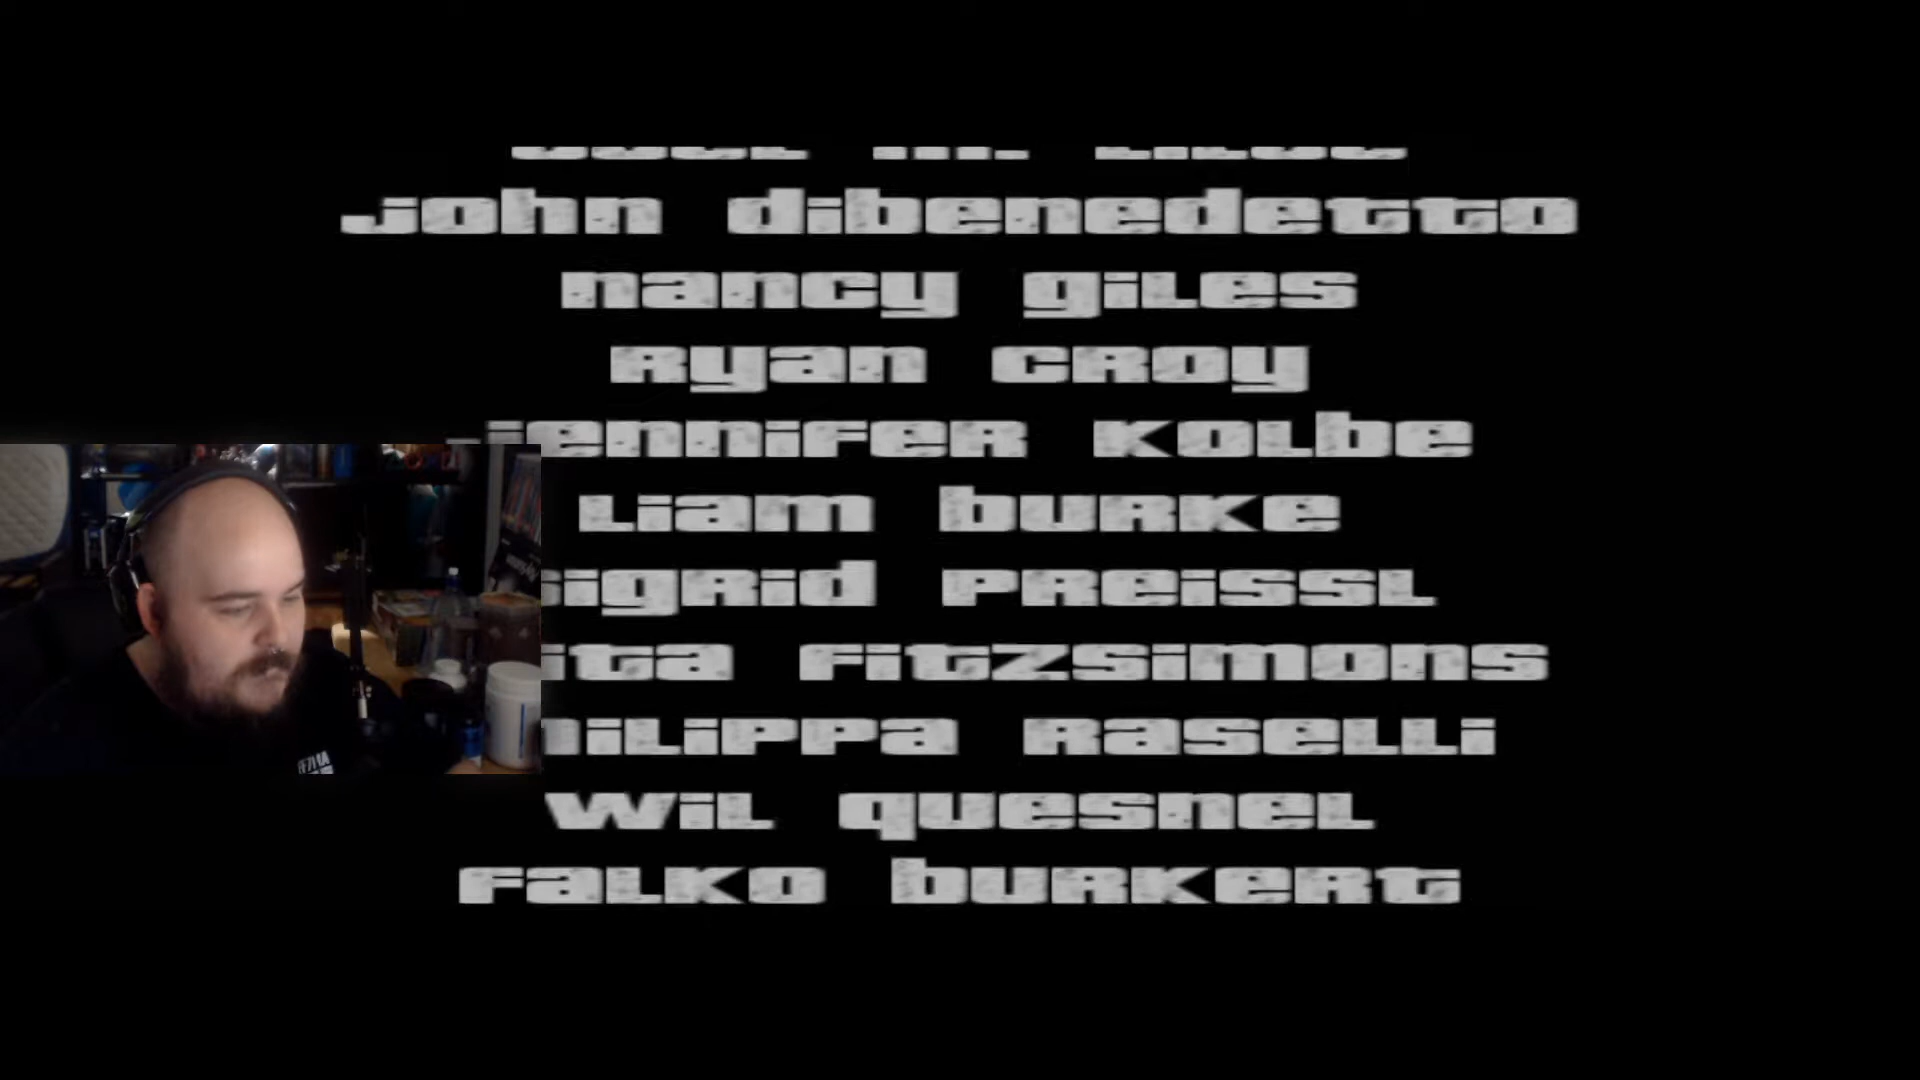 John Dibenedetto
Nancy Giles
Ryan Croy
Jennifer Kolbe
Liam Burke
Sigrid Preissl
Fitzsimons
Raselli
Wil Quesnel
Falko Burkert